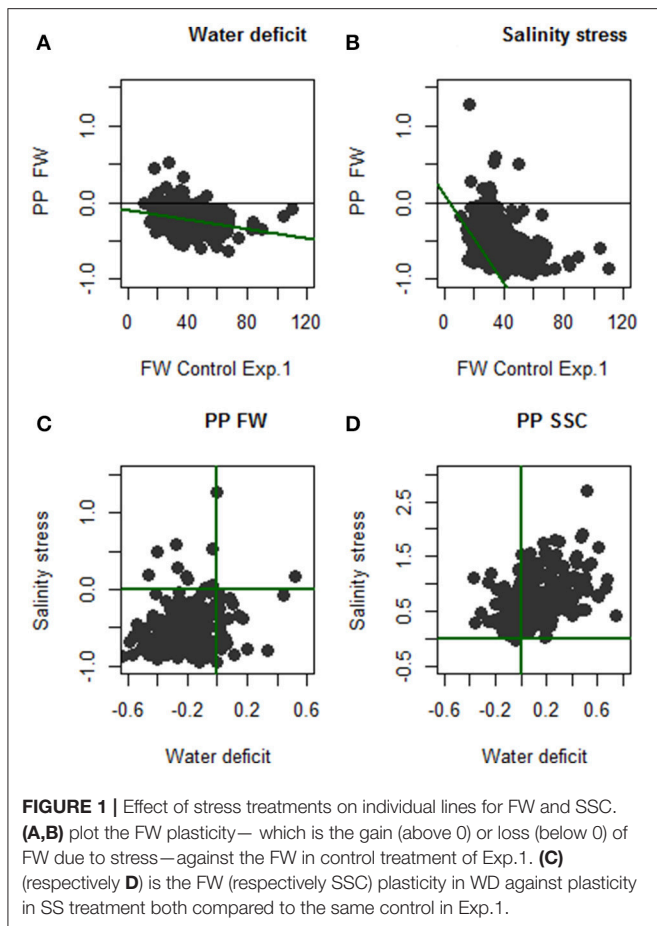 A
Water deficit
B
Salinity stress
PP FW
1.0
0.0
-1.0
0 40 80 120
FW Control Exp.1
PP FW
1.0
0.0
-1.0
0 40 80 120
FW Control Exp.1
C
PP FW
D
PP SSC
Salinity stress
1.0
0.0
-1.0
-0.6 -0.2 0.2 0.6
Water deficit
Salinity stress
2.5
1.5
0.5
-0.5
-0.6 -0.2 0.2 0.6
Water deficit
FIGURE 1 | Effect of stress treatments on individual lines for FW and SSC.
(A,B) plot the FW plasticity— which is the gain (above 0) or loss (below 0) of
FW due to stress—against the FW in control treatment of Exp.1. (C)
(respectively D) is the FW (respectively SSC) plasticity in WD against plasticity
in SS treatment both compared to the same control in Exp.1.